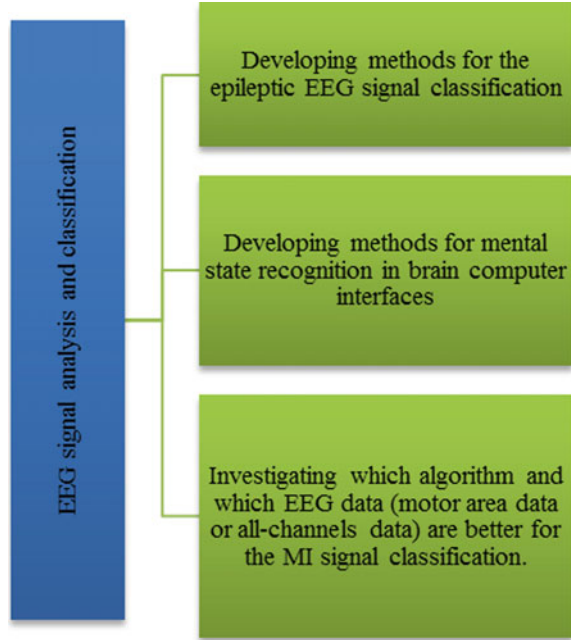 EEG signal analysis and classification
Developing methods for the
epileptic EEG signal classification
Developing methods for mental
state recognition in brain computer
interfaces
Investigating which algorithm and
which EEG data (motor area data
or all-channels data) are better for
the MI signal classification.